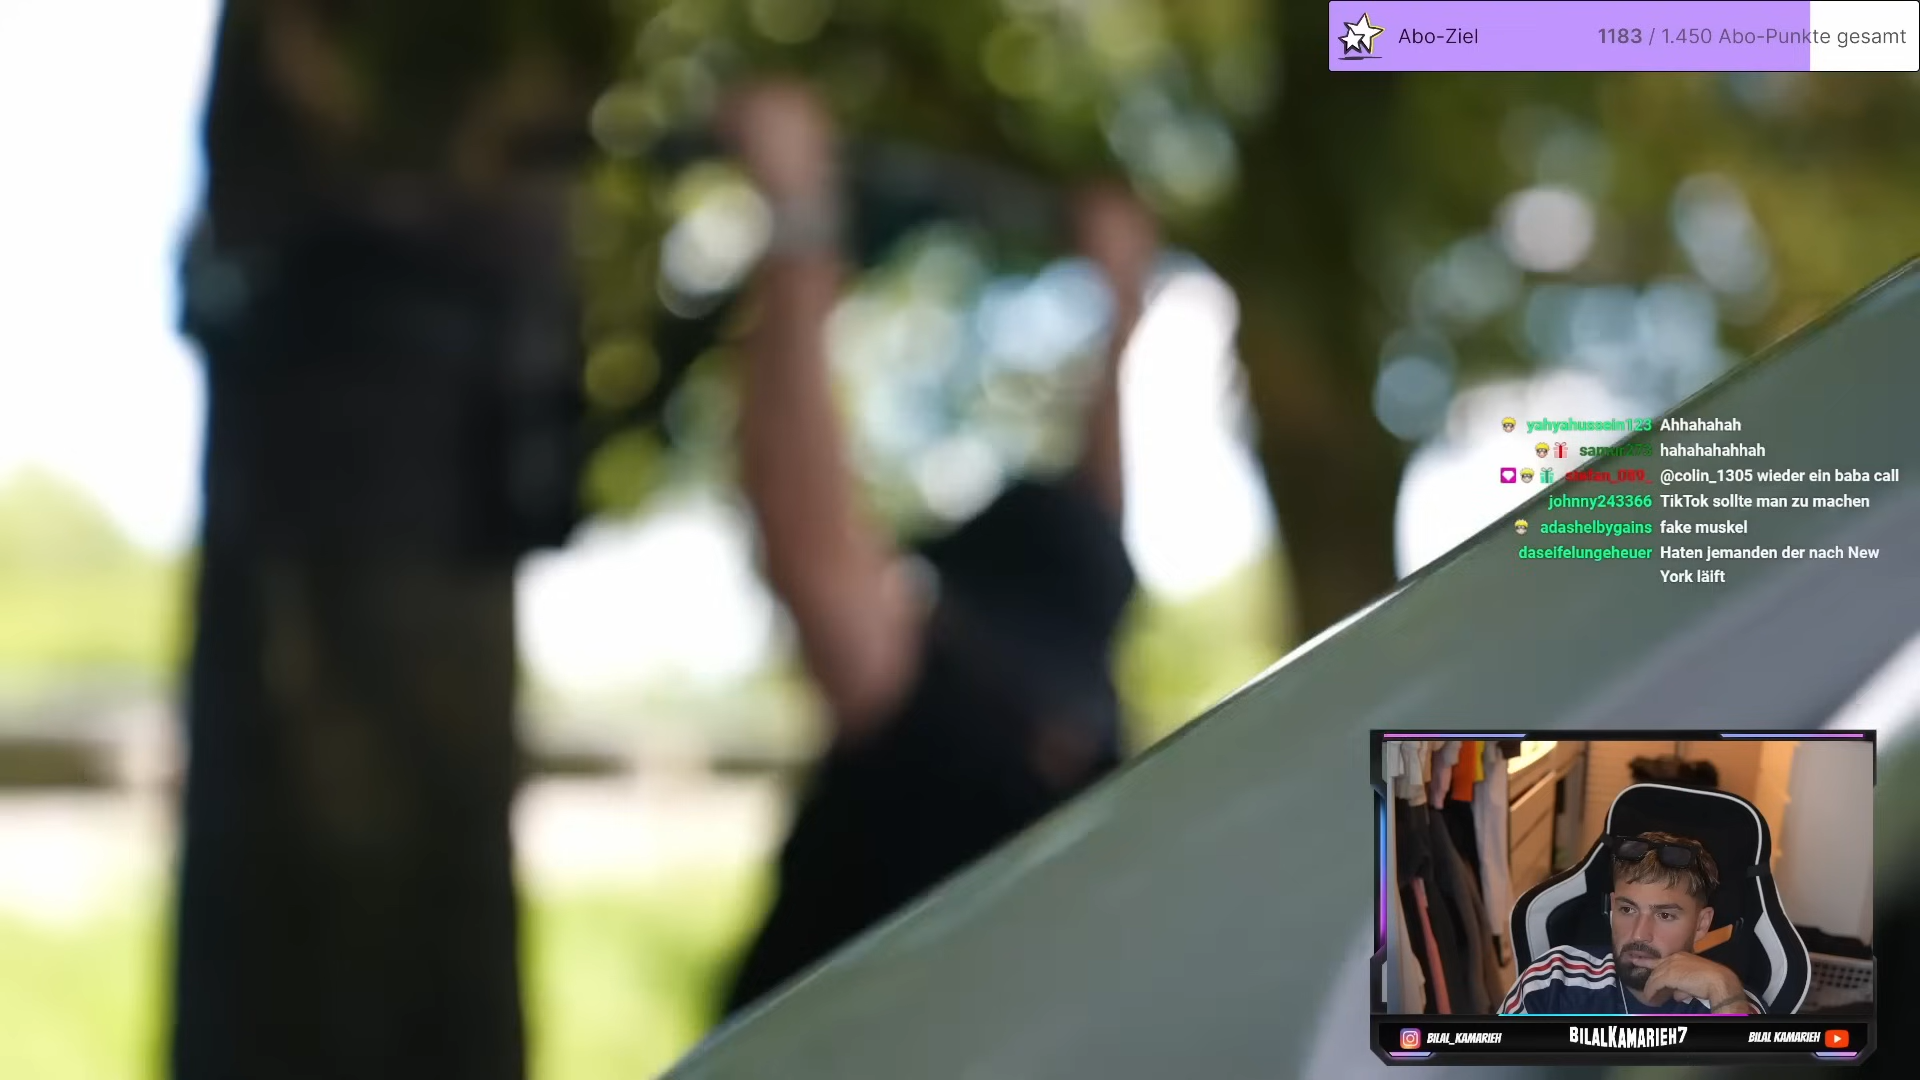 Abo-Ziel
1183 / 1.450 Abo-Punkte gesamt
yahyahussein123 Ahhahahah
hahahahahhah
@colin_1305 wieder ein baba call
johnny243366 TikTok sollte man zu machen
adashelbygains fake muskel
daseifelungeheuer Haten jemanden der nach New
York läift
BILAL_KAMARIEH
BILALKAMARIEH7
BILAL KAMARIEH